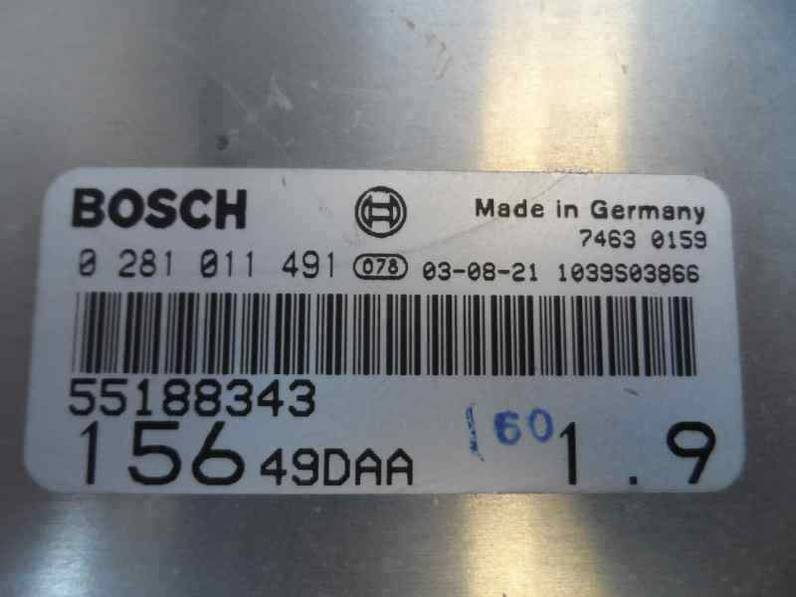 BOSCH Made in Germany
7463 0159
0 281 011 491 078 03-08-21 1039S03866
55188343
156 49DAA 160 1.9